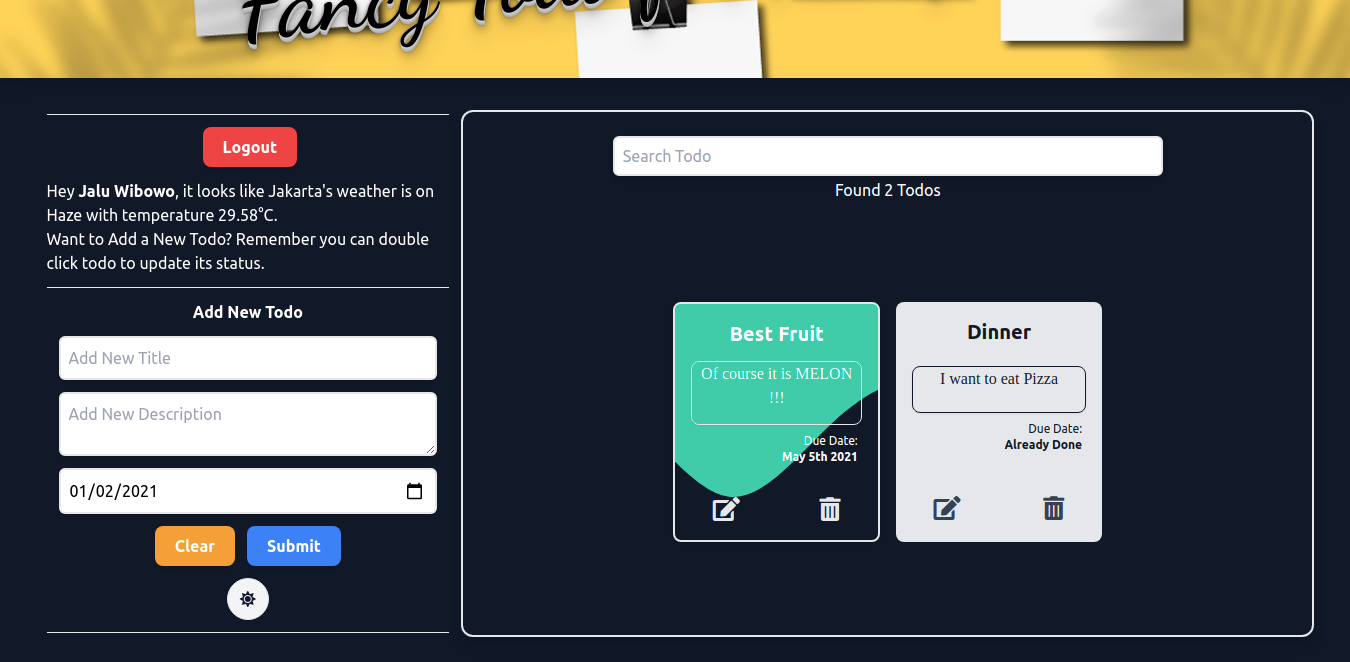 Fancy Todo
Logout
Hey Jalu Wibowo, it looks like Jakarta's weather is on
Haze with temperature 29.58°C.
Want to Add a New Todo? Remember you can double
click todo to update its status.
Add New Todo
Add New Title
Add New Description
01/02/2021
Clear
Submit
Search Todo
Found 2 Todos
Best Fruit
Of course it is MELON
!!!
Due Date:
May 5th 2021
Dinner
I want to eat Pizza
Due Date:
Already Done